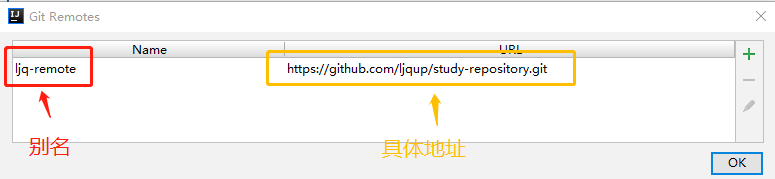 Git Remotes
Name URL
ljq-remote https://github.com/ljqup/study-repository.git
别名 具体地址
OK